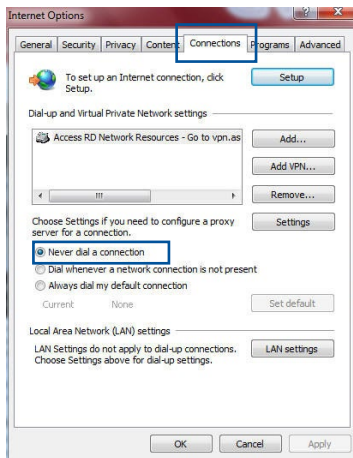 Internet Options
General Security Privacy Content Connections Programs Advanced
To set up an Internet connection, click
Setup.
Setup
Dial-up and Virtual Private Network settings
Access RD Network Resources - Go to vpn.as
Add...
Add VPN...
Remove...
Choose Settings if you need to configure a proxy
server for a connection.
Settings
Never dial a connection
Dial whenever a network connection is not present
Always dial my default connection
Current None
Set default
Local Area Network (LAN) settings
LAN Settings do not apply to dial-up connections.
Choose Settings above for dial-up settings.
LAN settings
OK Cancel Apply